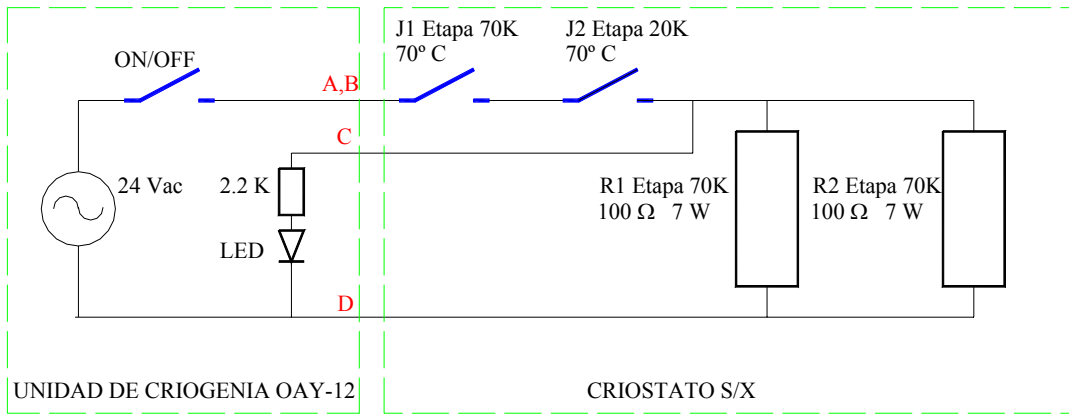 ON/OFF
J1 Etapa 70K
70º C
J2 Etapa 20K
70º C
A,B
C
24 Vac
2.2 K
LED
R1 Etapa 70K
100 Ω 7 W
R2 Etapa 70K
100 Ω 7 W
D
UNIDAD DE CRIOGENIA OAY-12
CRIOSTATO S/X